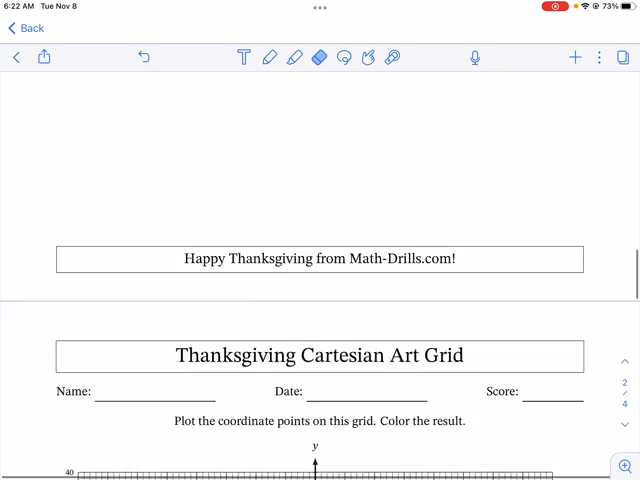 6:22 AM Tue Nov 8
73%
Back
T
Happy Thanksgiving from Math-Drills.com!
Thanksgiving Cartesian Art Grid
Name: Date: Score:
2
/
4
Plot the coordinate points on this grid. Color the result.
y
40